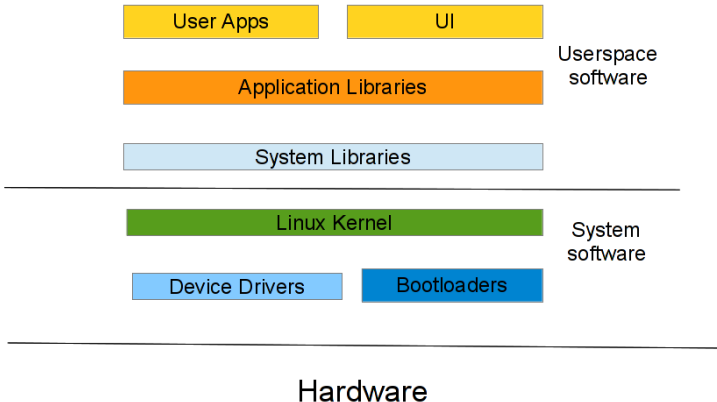 User Apps
UI
Userspace
software
Application Libraries
System Libraries
Linux Kernel
System
software
Device Drivers
Bootloaders
Hardware